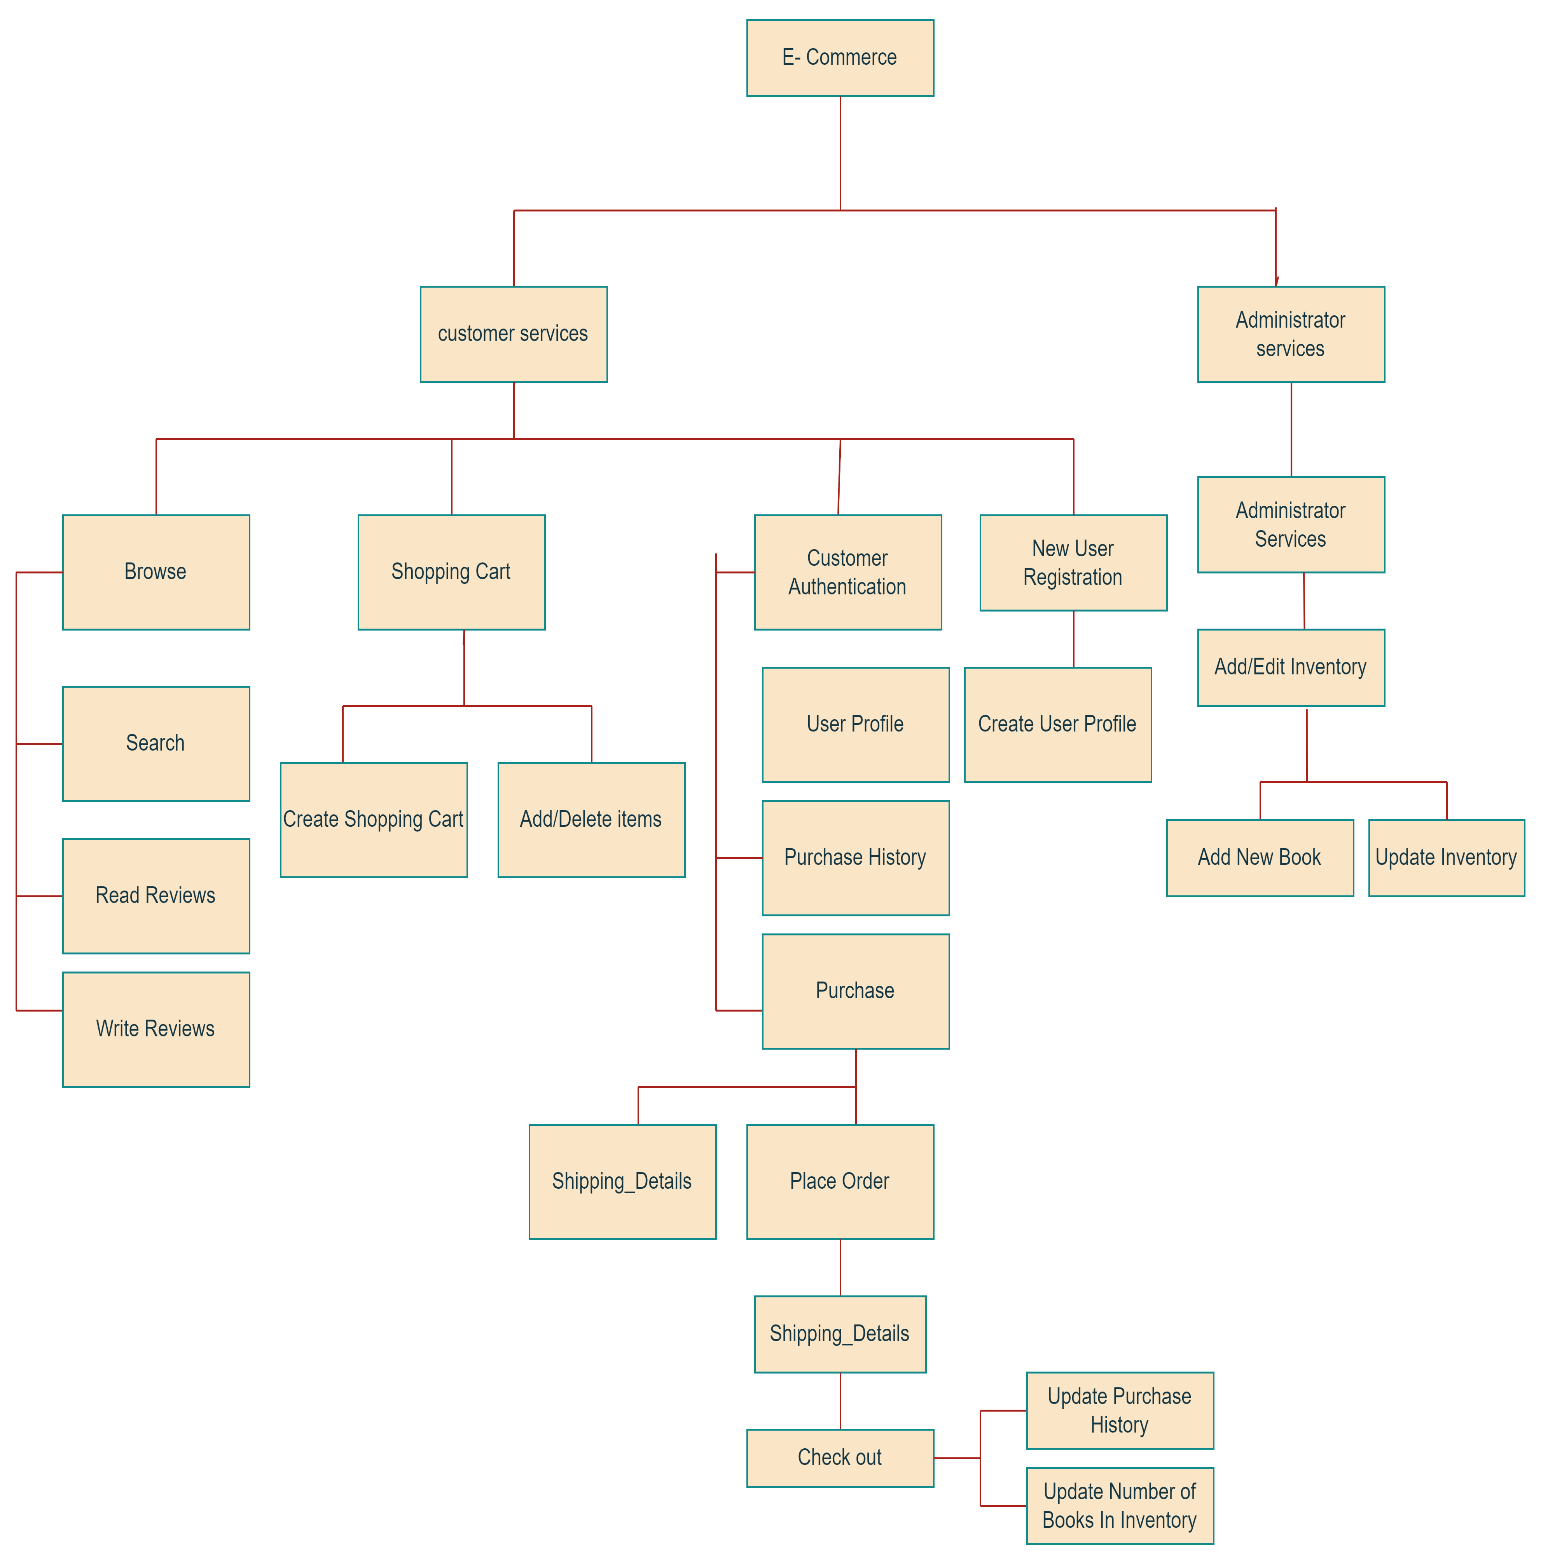 E- Commerce
customer services
Administrator
services
Browse
Shopping Cart
Customer
Authentication
New User
Registration
Administrator
Services
Search
Read Reviews
Write Reviews
Create Shopping Cart
Add/Delete items
User Profile
Purchase History
Purchase
Create User Profile
Add/Edit Inventory
Add New Book
Update Inventory
Shipping_Details
Place Order
Shipping_Details
Check out
Update Purchase
History
Update Number of
Books In Inventory